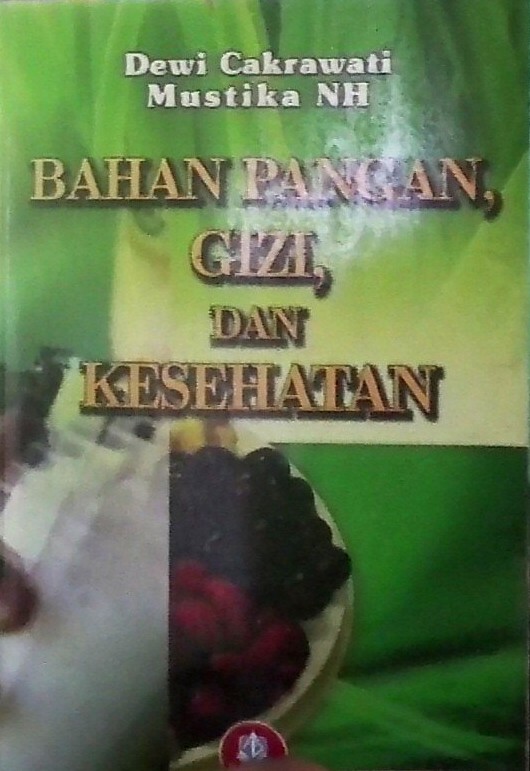 Dewi Cakrawati
Mustika NH
BAHAN PANGAN,
GIZI,
DAN
KESEHATAN